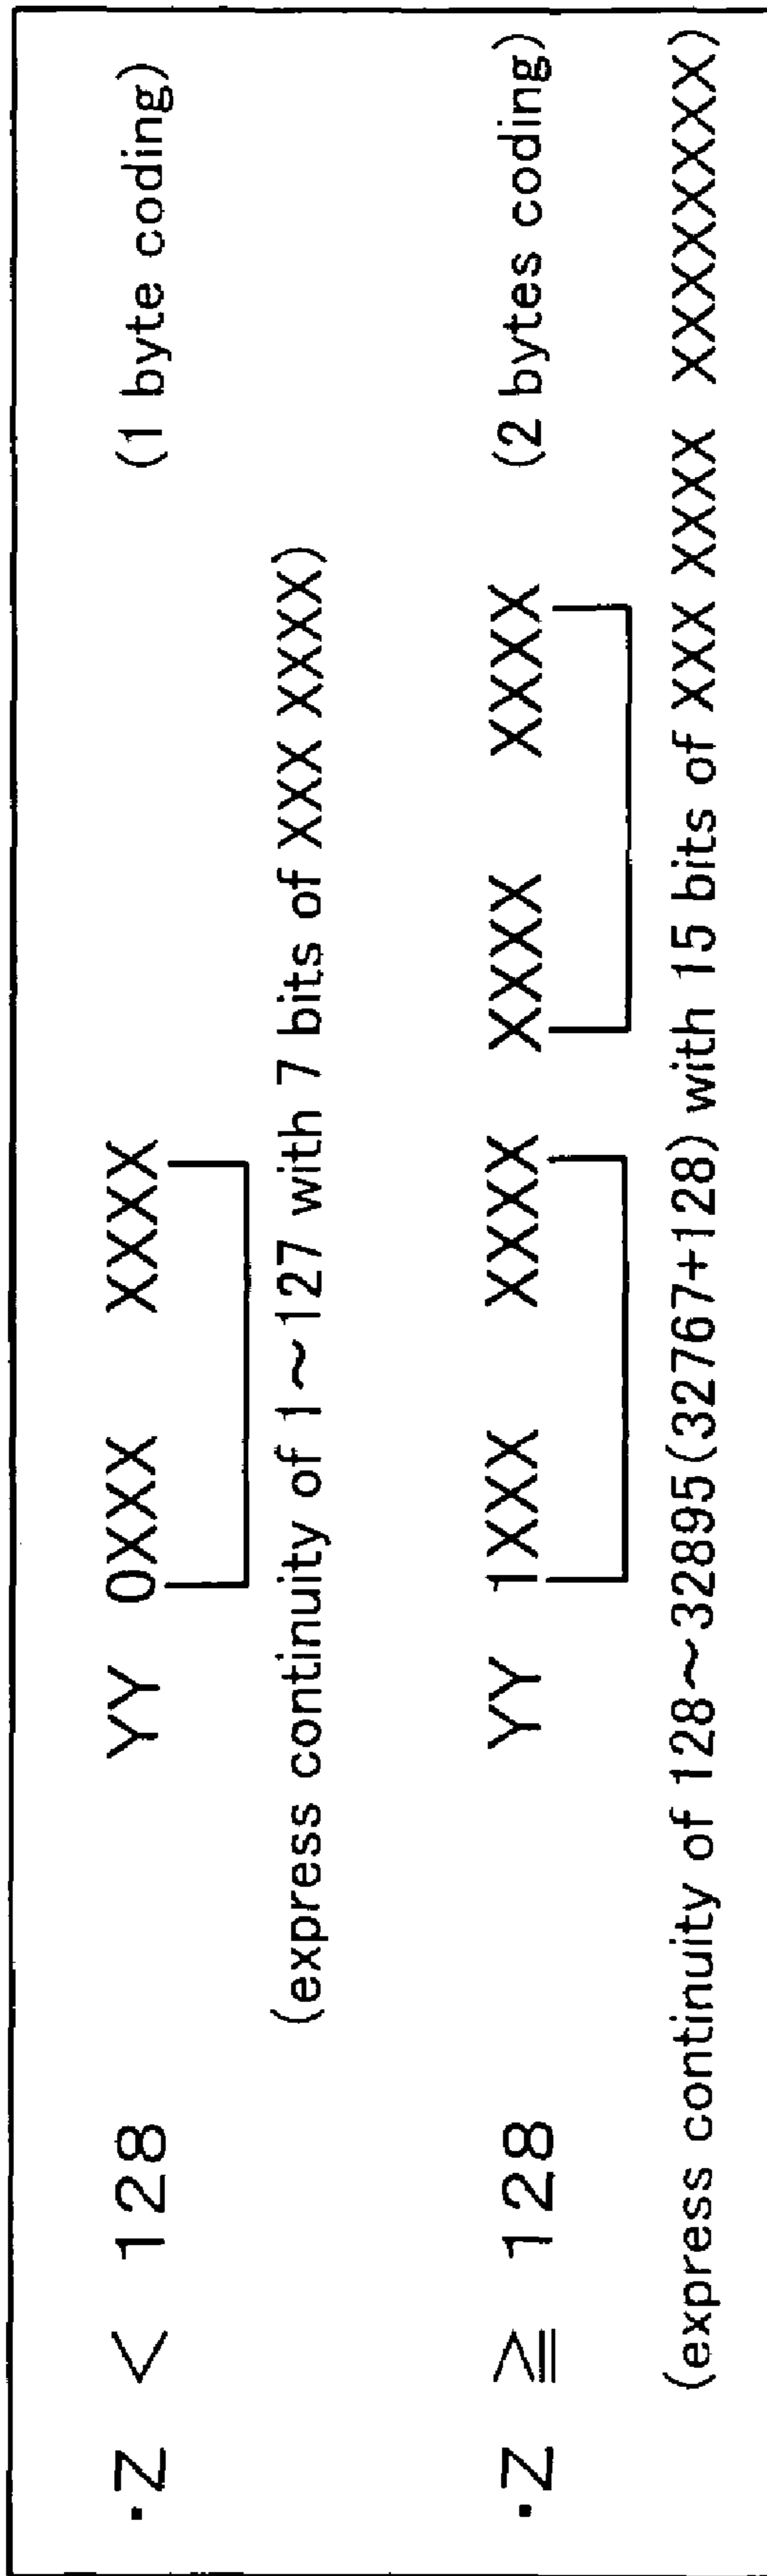 ·Z < 128 YY 0XXX XXXX (1 byte coding)
(express continuity of 1~127 with 7 bits of XXX XXXX)
·Z ≧ 128 YY 1XXX XXXX XXXX XXXX (2 bytes coding)
(express continuity of 128~32895(32767+128) with 15 bits of XXX XXXX XXXXXXXX)